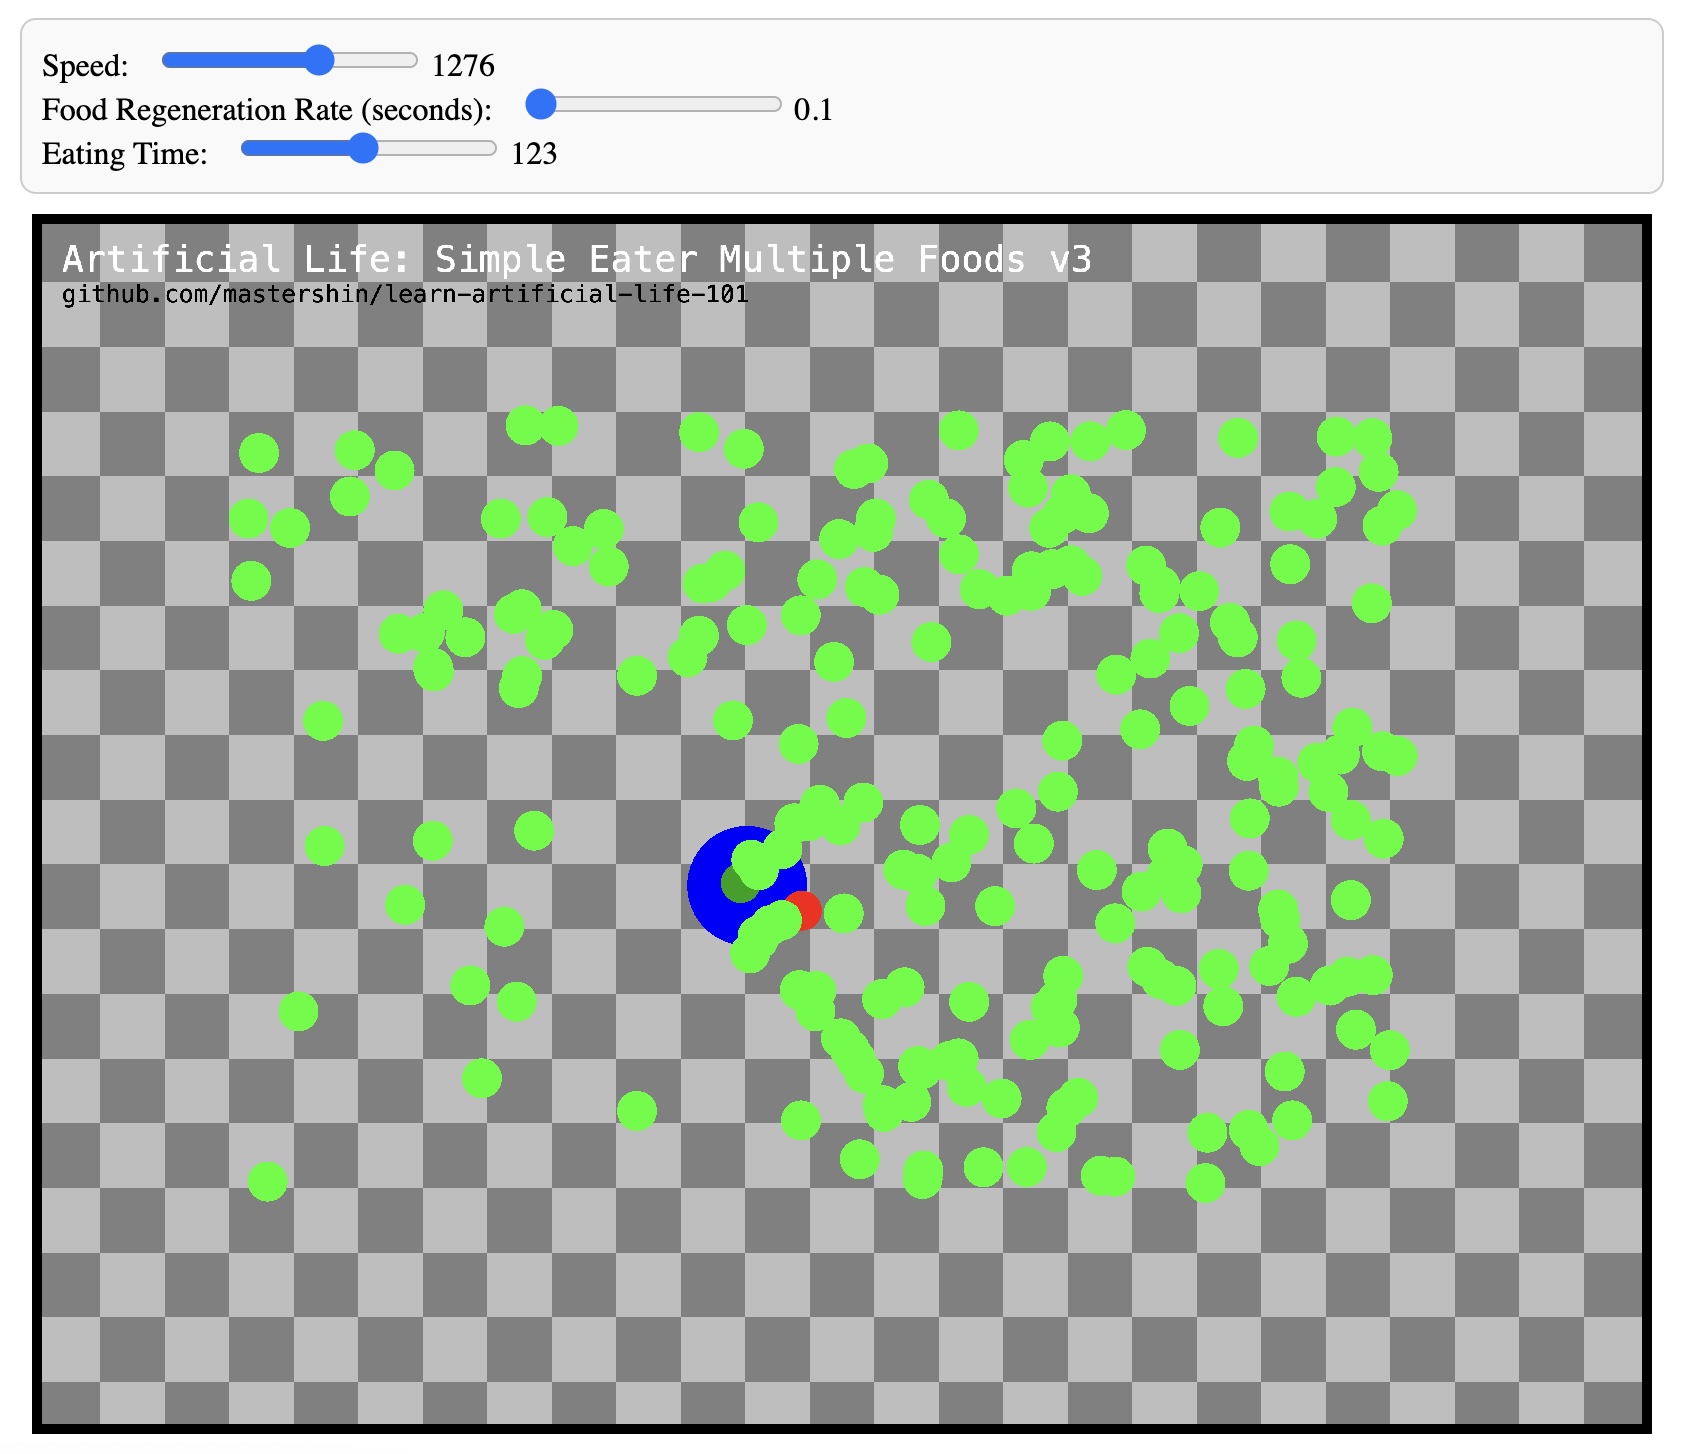 Speed: 1276
Food Regeneration Rate (seconds): 0.1
Eating Time: 123
Artificial Life: Simple Eater Multiple Foods v3
github.com/mastershin/learn-artificial-life-101